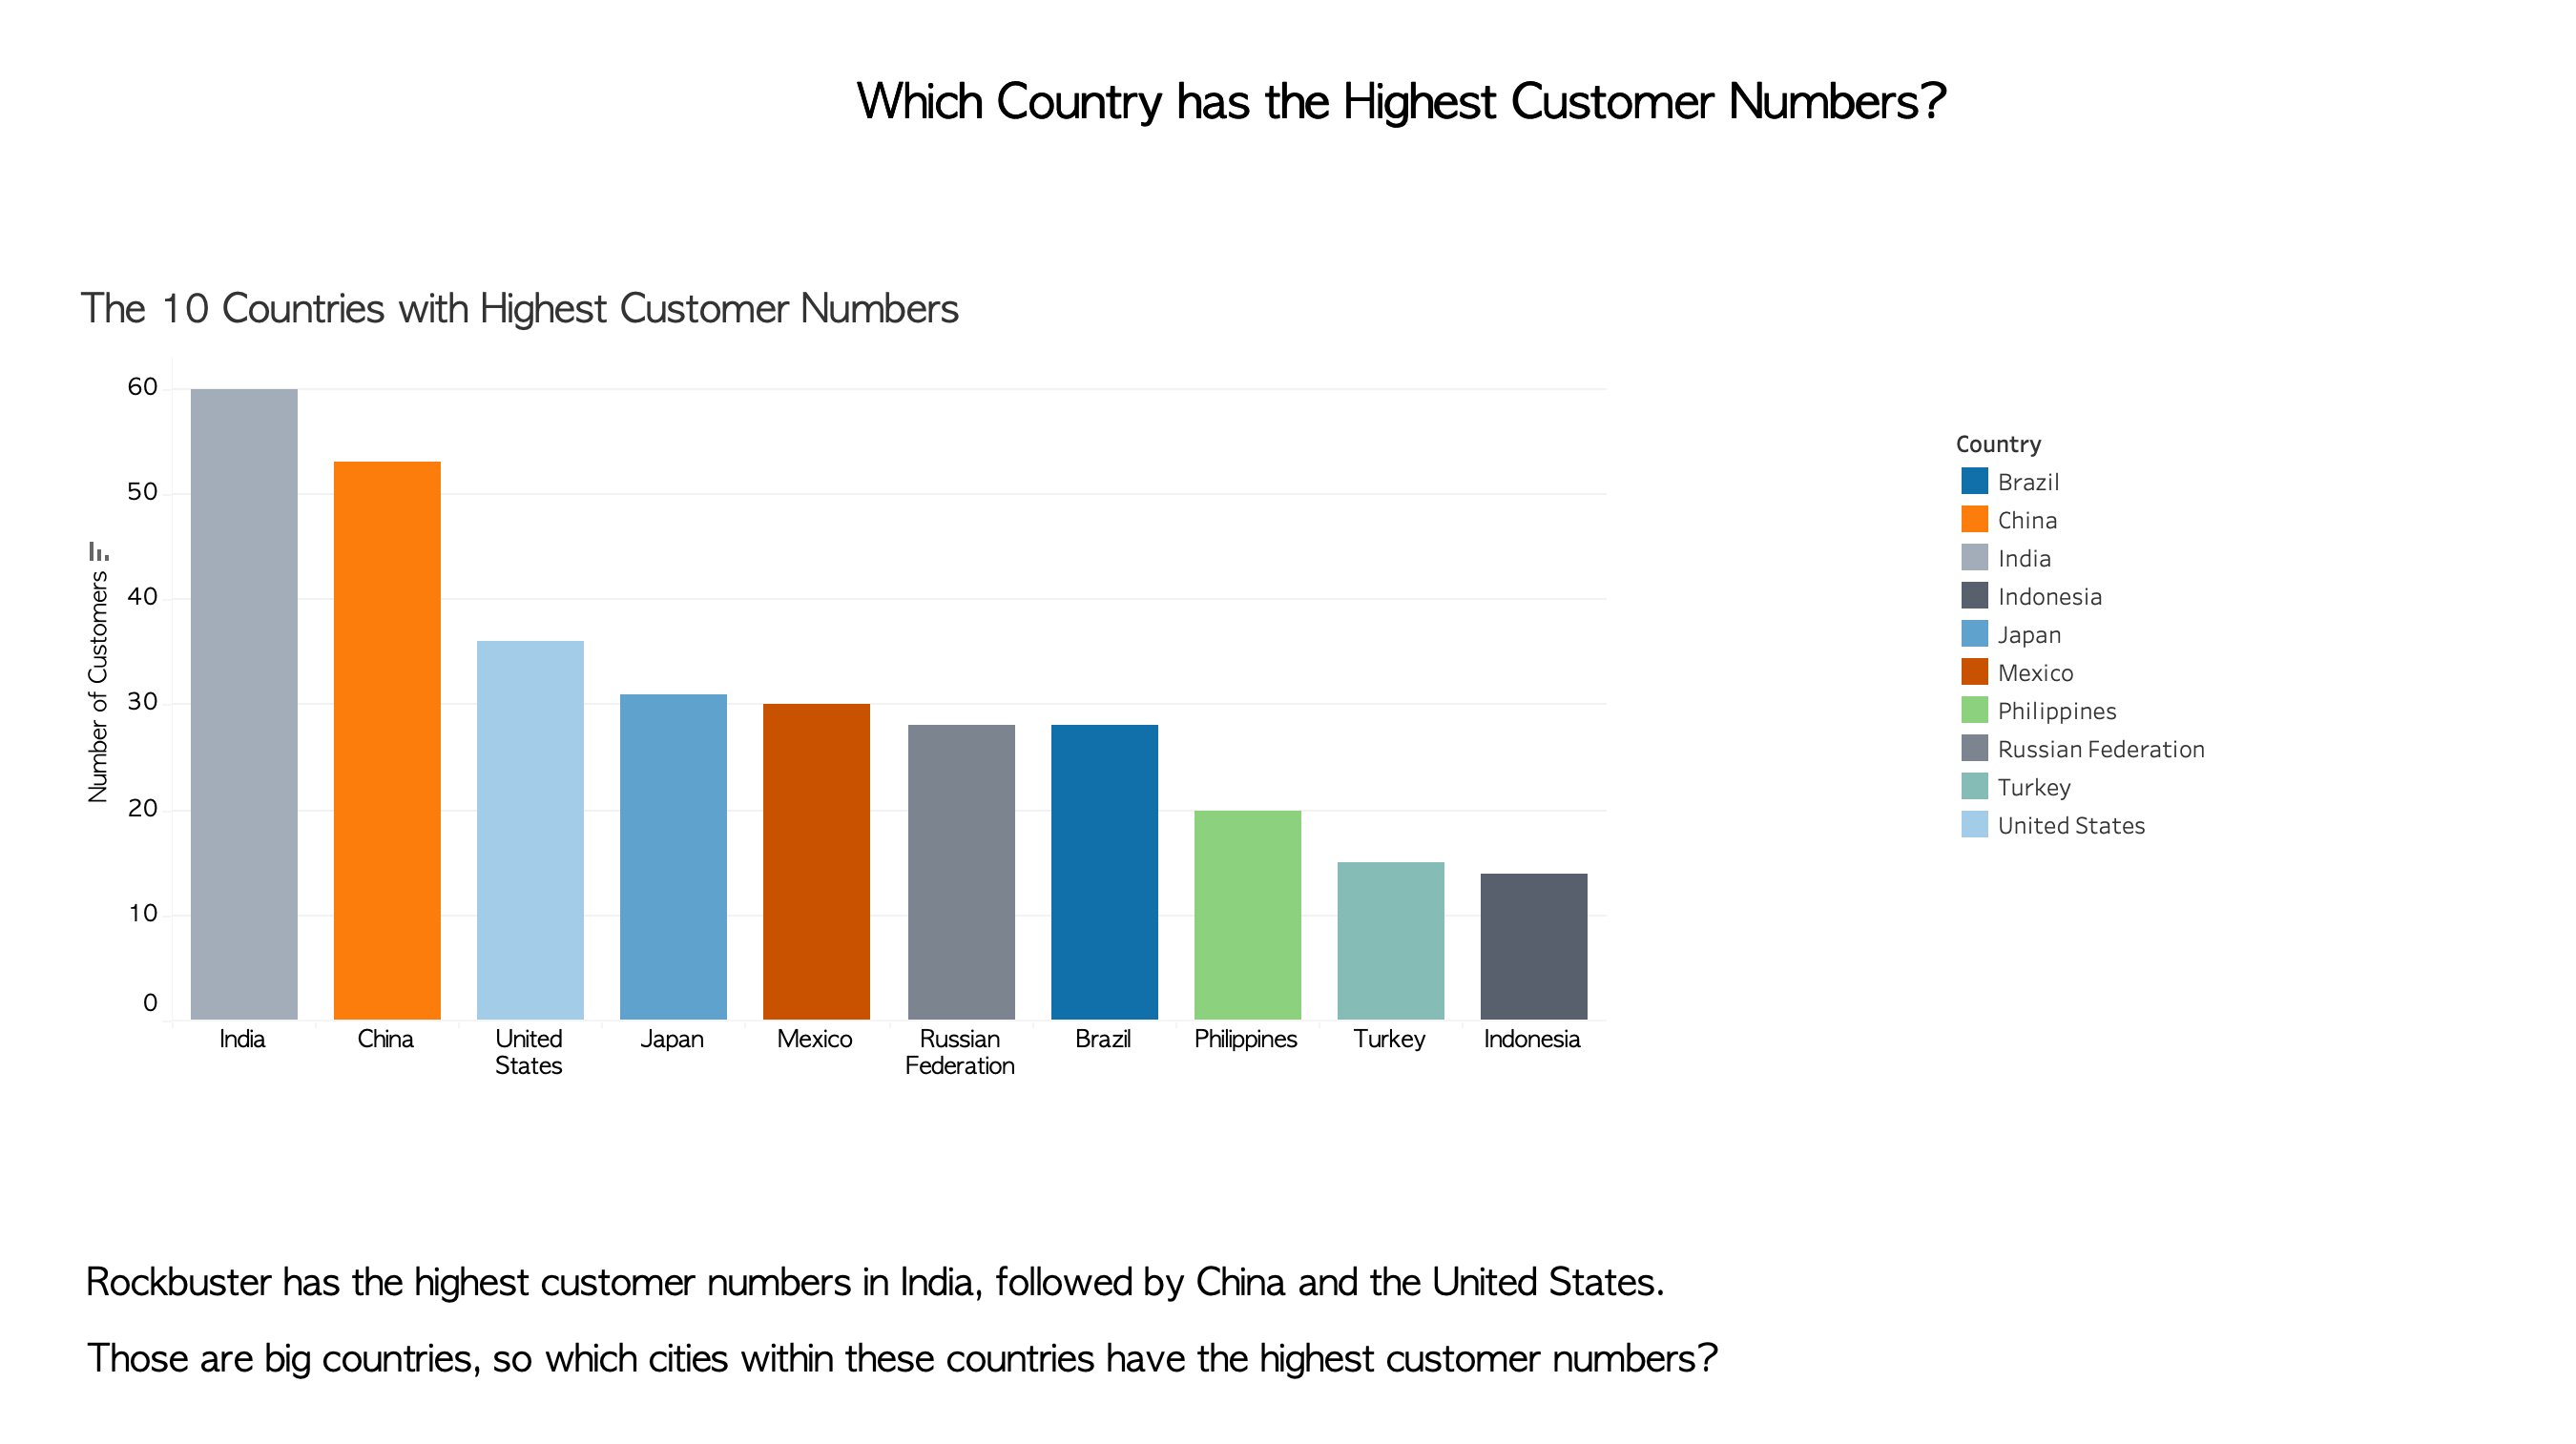 Which Country has the Highest Customer Numbers?
The 10 Countries with Highest Customer Numbers
Number of Customers
60
50
40
30
20
10
0
India
China
United
States
Japan
Mexico
Russian
Federation
Brazil
Philippines
Turkey
Indonesia
Country
Brazil
China
India
Indonesia
Japan
Mexico
Philippines
Russian Federation
Turkey
United States
Rockbuster has the highest customer numbers in India, followed by China and the United States.
Those are big countries, so which cities within these countries have the highest customer numbers?